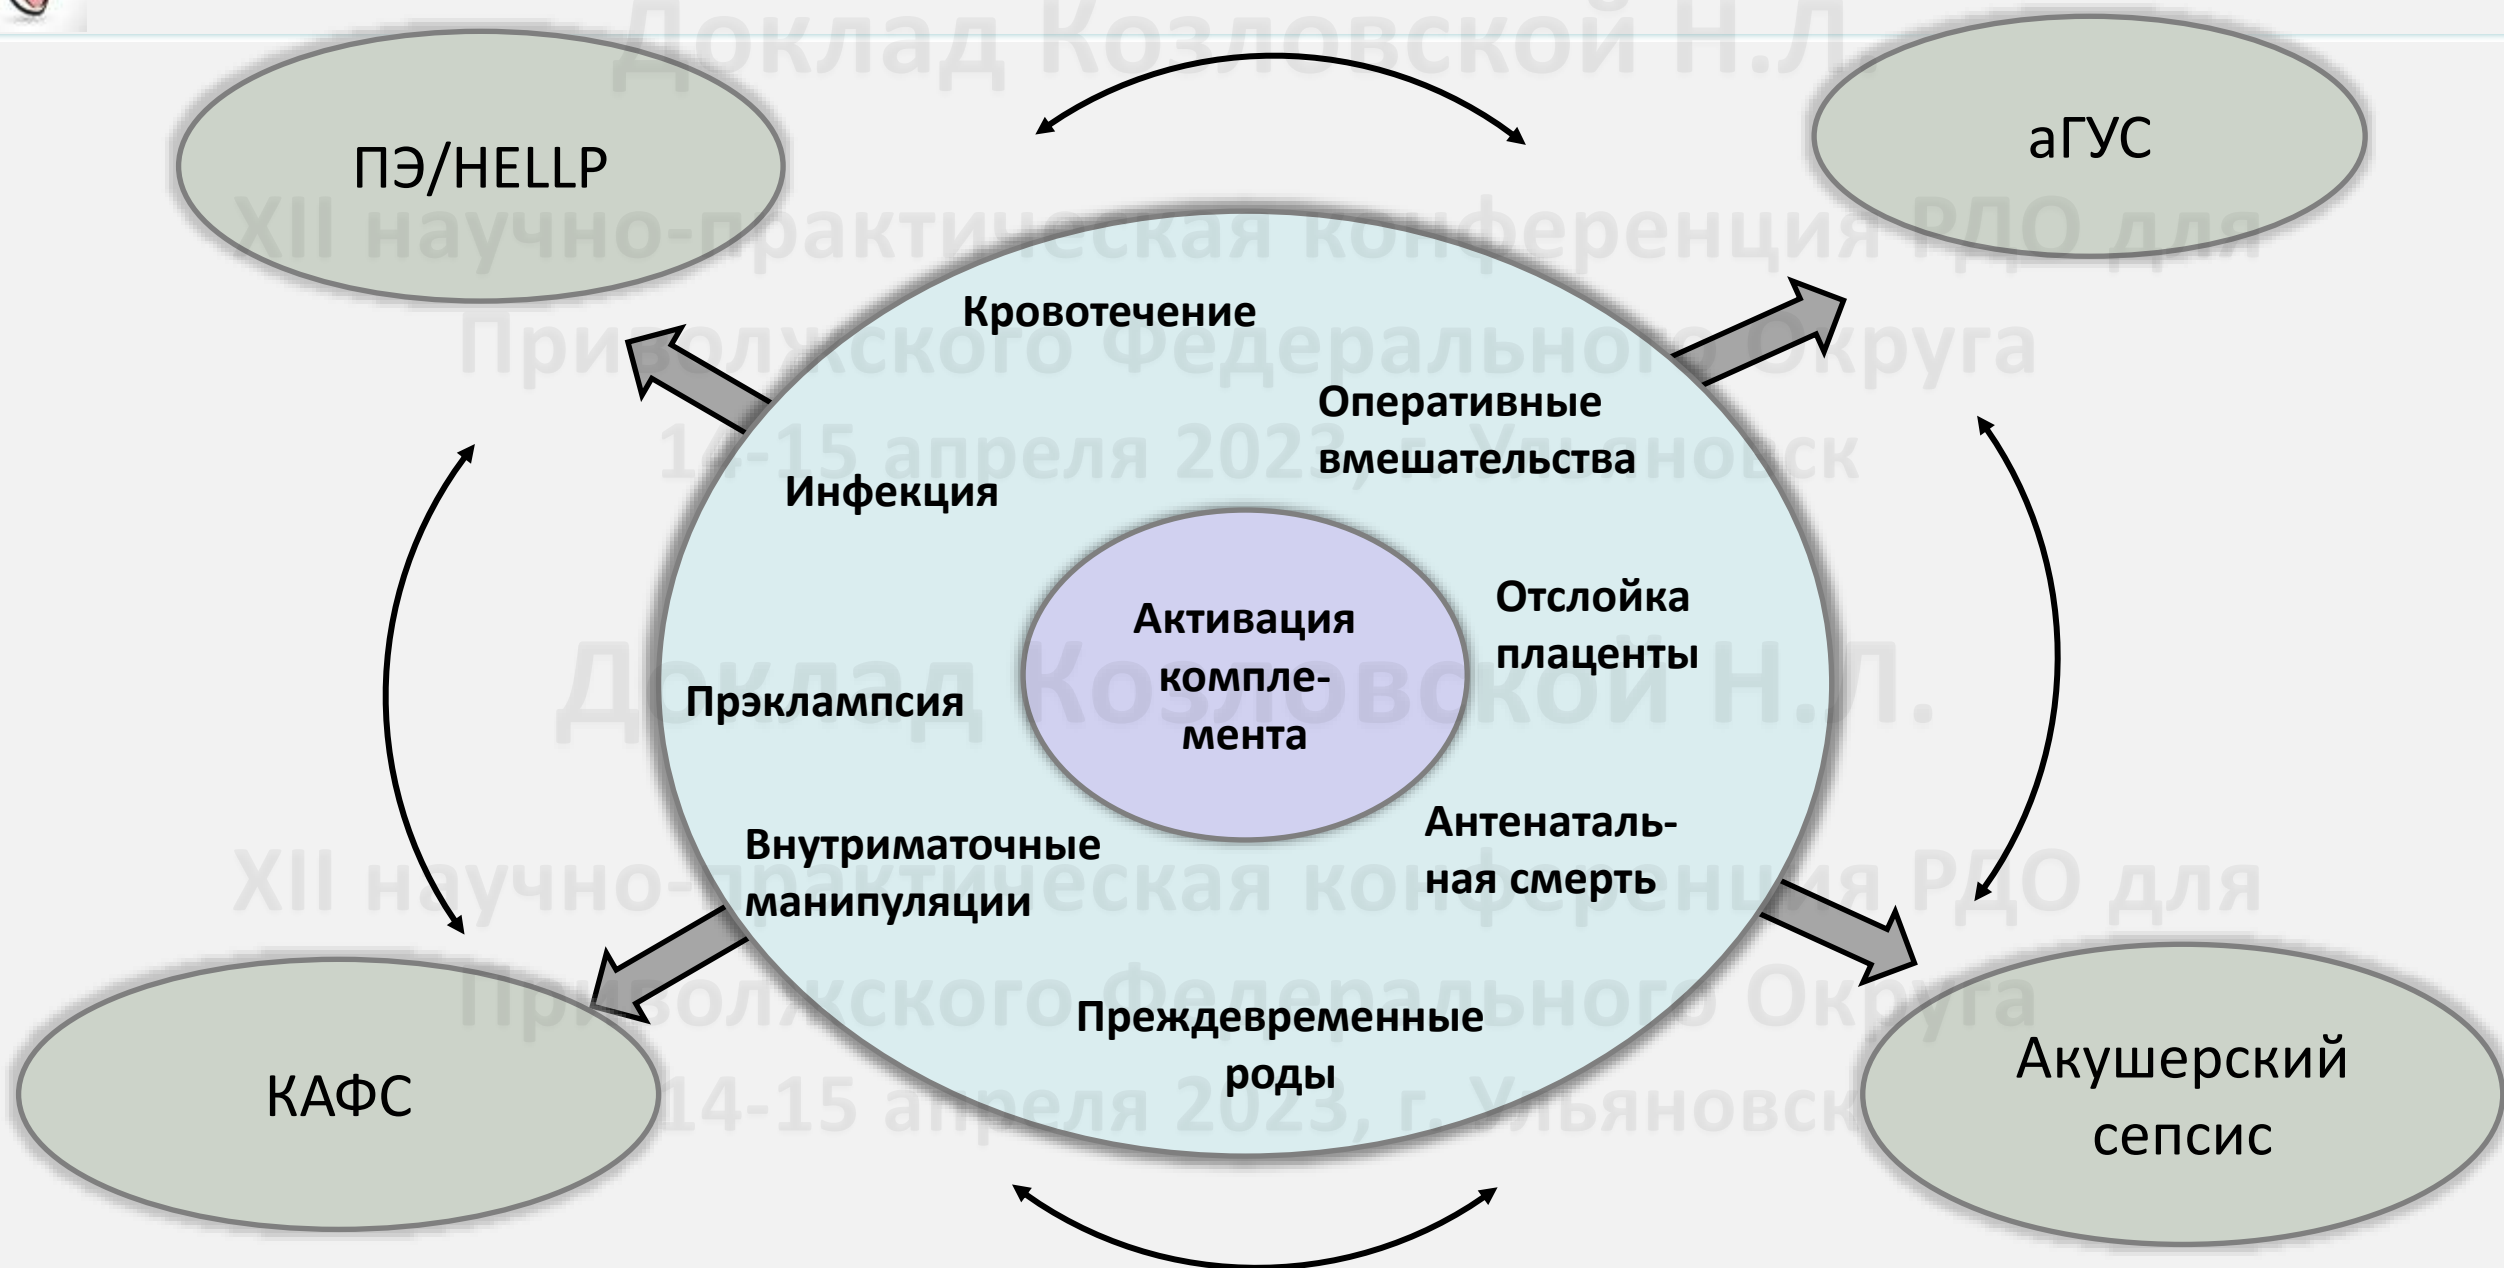 Доклад Козловской Н.Л.
ПЭ/HELLP
аГУС
XII научно-практическая конференция РДО для
Приволжского Федерального Округа
14-15 апреля 2023, г. Ульяновск
Кровотечение
Оперативные
вмешательства
Инфекция
Активация
компле-
мента
Отслойка
плаценты
Прэклампсия
Доклад Козловской Н.Л.
Внутриматочные
манипуляции
Антенаталь-
ная смерть
XII научно-практическая конференция РДО для
Приволжского Федерального Округа
14-15 апреля 2023, г. Ульяновск
Преждевременные
роды
КАФС
Акушерский
сепсис